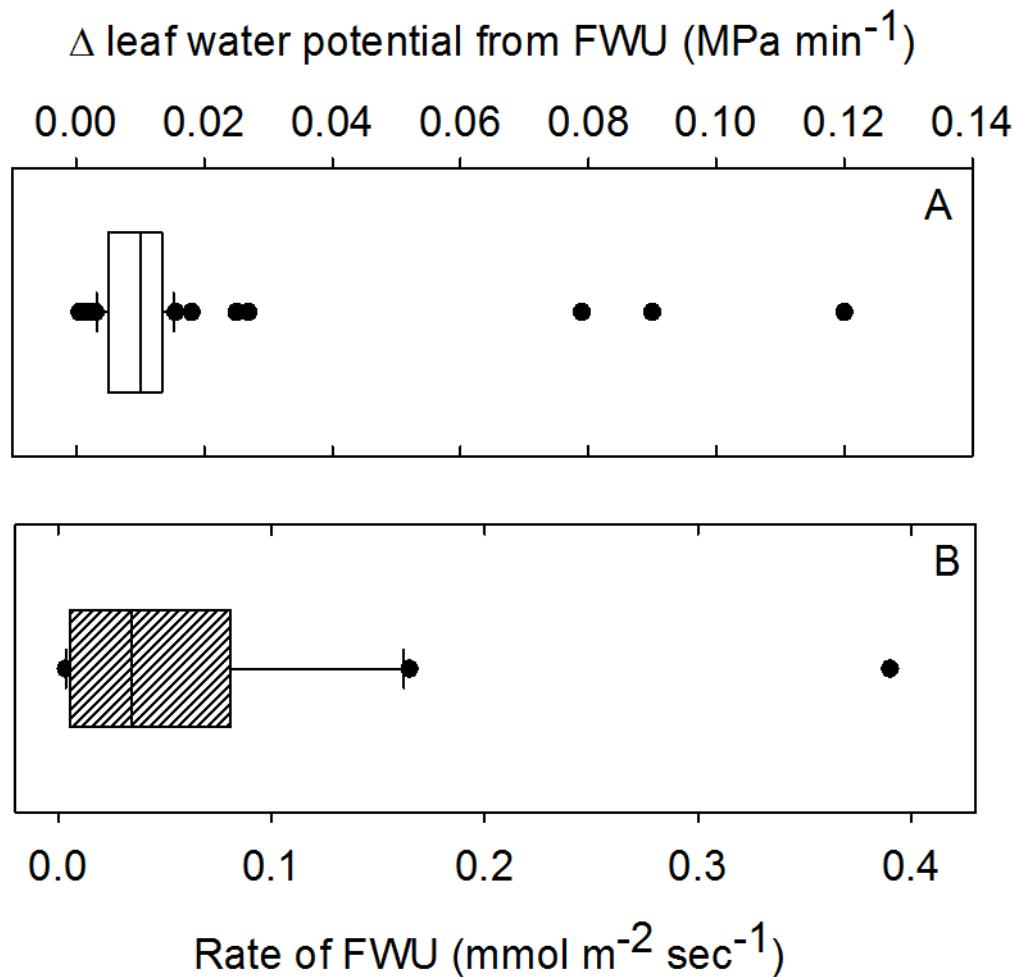 Δ leaf water potential from FWU (MPa min⁻¹)
0.00 0.02 0.04 0.06 0.08 0.10 0.12 0.14
A
B
0.0 0.1 0.2 0.3 0.4
Rate of FWU (mmol m⁻² sec⁻¹)